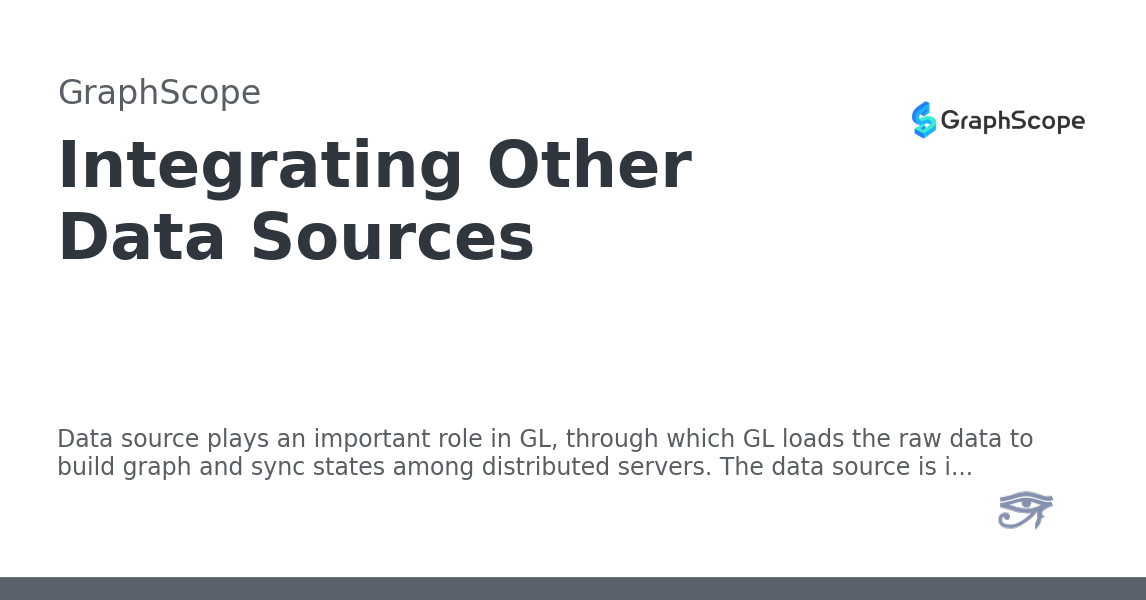 GraphScope
GraphScope
Integrating Other
Data Sources
Data source plays an important role in GL, through which GL loads the raw data to
build graph and sync states among distributed servers. The data source is i...